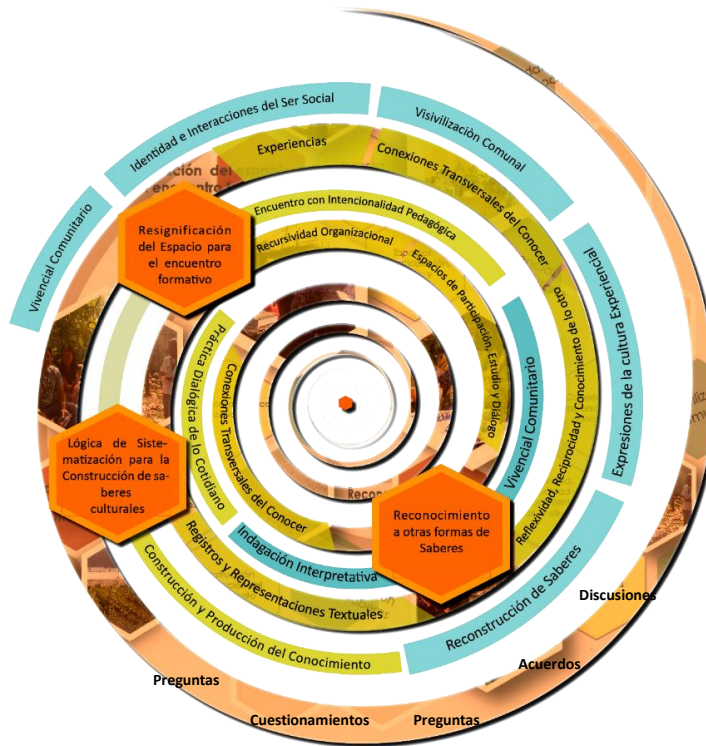 Identidad e Interacciones del Ser Social
Visivilización Comunal
Vivencial Comunitario
Experiencias
Conexiones Transversales del Conocer
Resignificación
del Espacio para
el encuentro
formativo
Encuentro con Intencionalidad Pedagógica
Recursividad Organizacional
Espacios de Participación, Estudio y Diálogo
Expresiones de la cultura Experiencial
Reflexividad, Reciprocidad y Conocimiento de lo otro
Vivencial Comunitario
Práctica Dialógica de lo Cotidiano
Conexiones Transversales del Conocer
Lógica de Siste-
matización para la
Construcción de sa-
beres
culturales
Reconocimiento
a otras formas de
Saberes
Indagación Interpretativa
Registros y Representaciones Textuales
Construcción y Producción del Conocimiento
Reconstrucción de Saberes
Discusiones
Acuerdos
Preguntas
Cuestionamientos
Preguntas